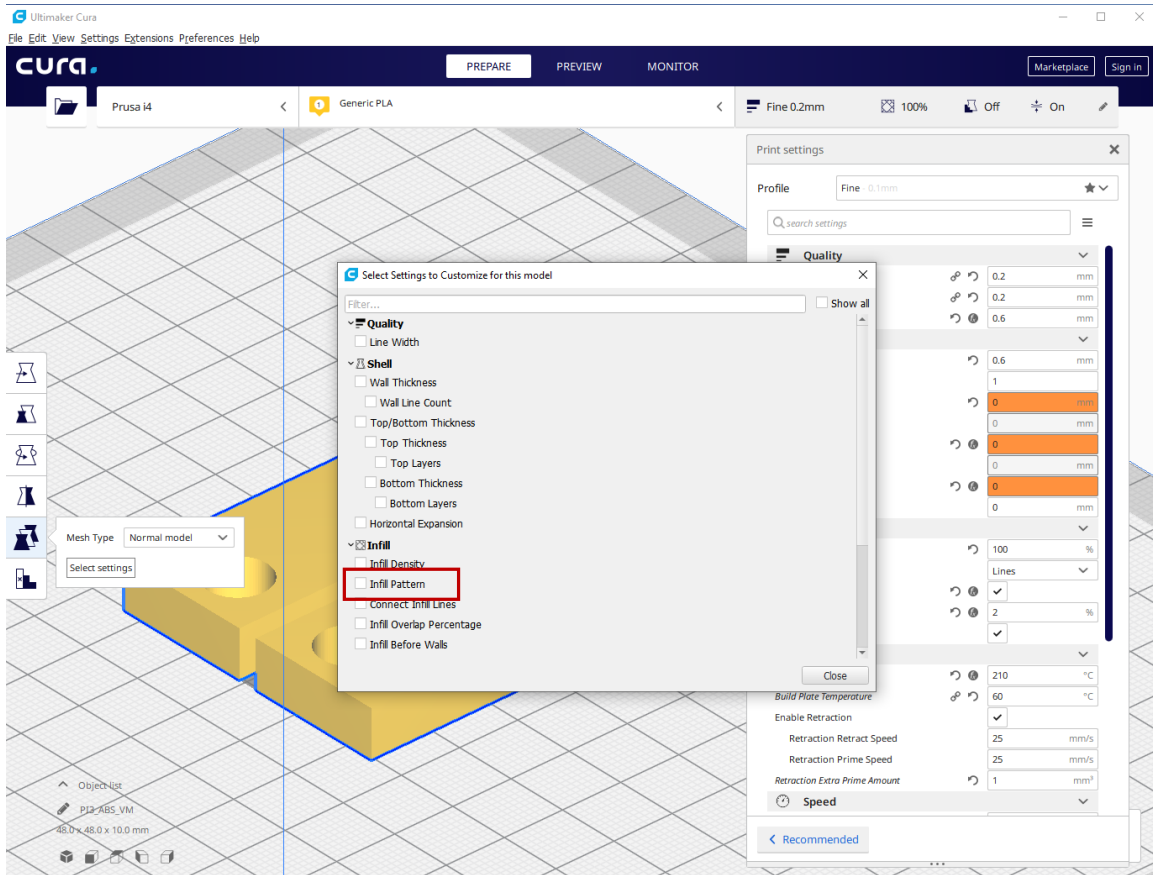 Ultimaker Cura
File Edit View Settings Extensions Preferences Help
cura.
PREPARE PREVIEW MONITOR
Marketplace Sign in
Prusa i4
1 Generic PLA
Fine 0.2mm 100% Off On
Print settings
Profile Fine - 0.1mm
search settings
Quality
0.2 mm
0.2 mm
0.6 mm
0.6 mm
1
0 mm
0 mm
0
0 mm
0
0 mm
100 %
Lines
2 %
210 °C
Build Plate Temperature 60 °C
Enable Retraction
Retraction Retract Speed 25 mm/s
Retraction Prime Speed 25 mm/s
Retraction Extra Prime Amount 1 mm³
Speed
Recommended
Select Settings to Customize for this model
Filter... Show all
Quality
Line Width
Shell
Wall Thickness
Wall Line Count
Top/Bottom Thickness
Top Thickness
Top Layers
Bottom Thickness
Bottom Layers
Horizontal Expansion
Infill
Infill Density
Infill Pattern
Connect Infill Lines
Infill Overlap Percentage
Infill Before Walls
Close
Mesh Type Normal model
Select settings
Object list
PI3_ABS_VM
48.0 x 48.0 x 10.0 mm